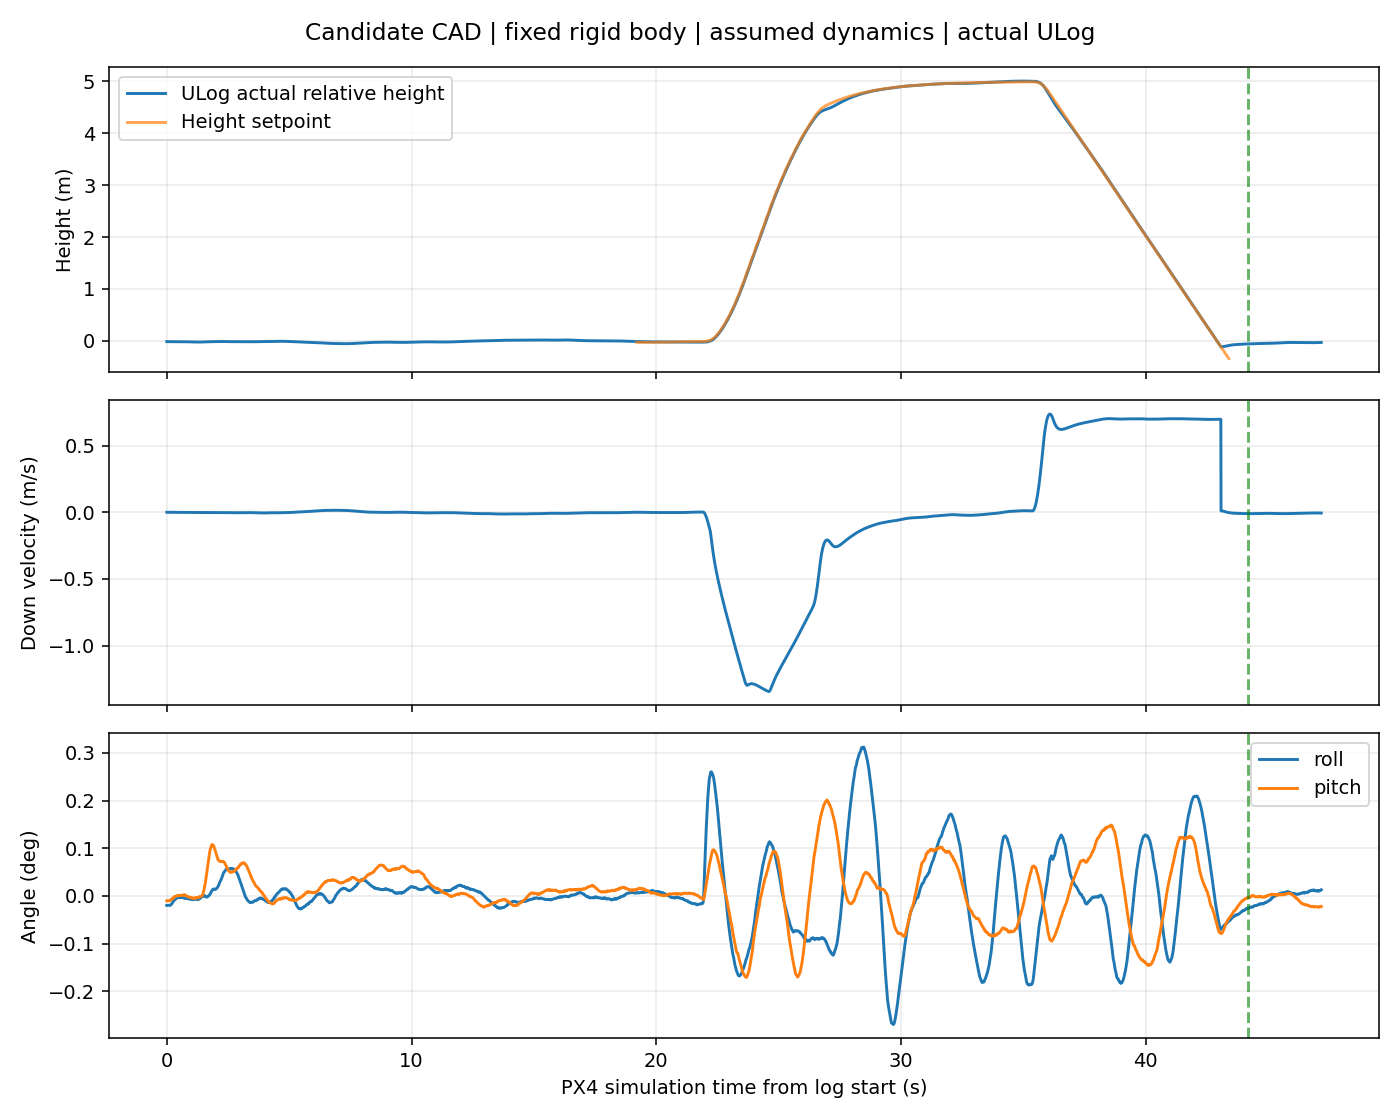 Candidate CAD | fixed rigid body | assumed dynamics | actual ULog
ULog actual relative height
Height setpoint
Height (m)
5
4
3
2
1
0
Down velocity (m/s)
0.5
0.0
−0.5
−1.0
roll
pitch
Angle (deg)
0.3
0.2
0.1
0.0
−0.1
−0.2
0 10 20 30 40
PX4 simulation time from log start (s)